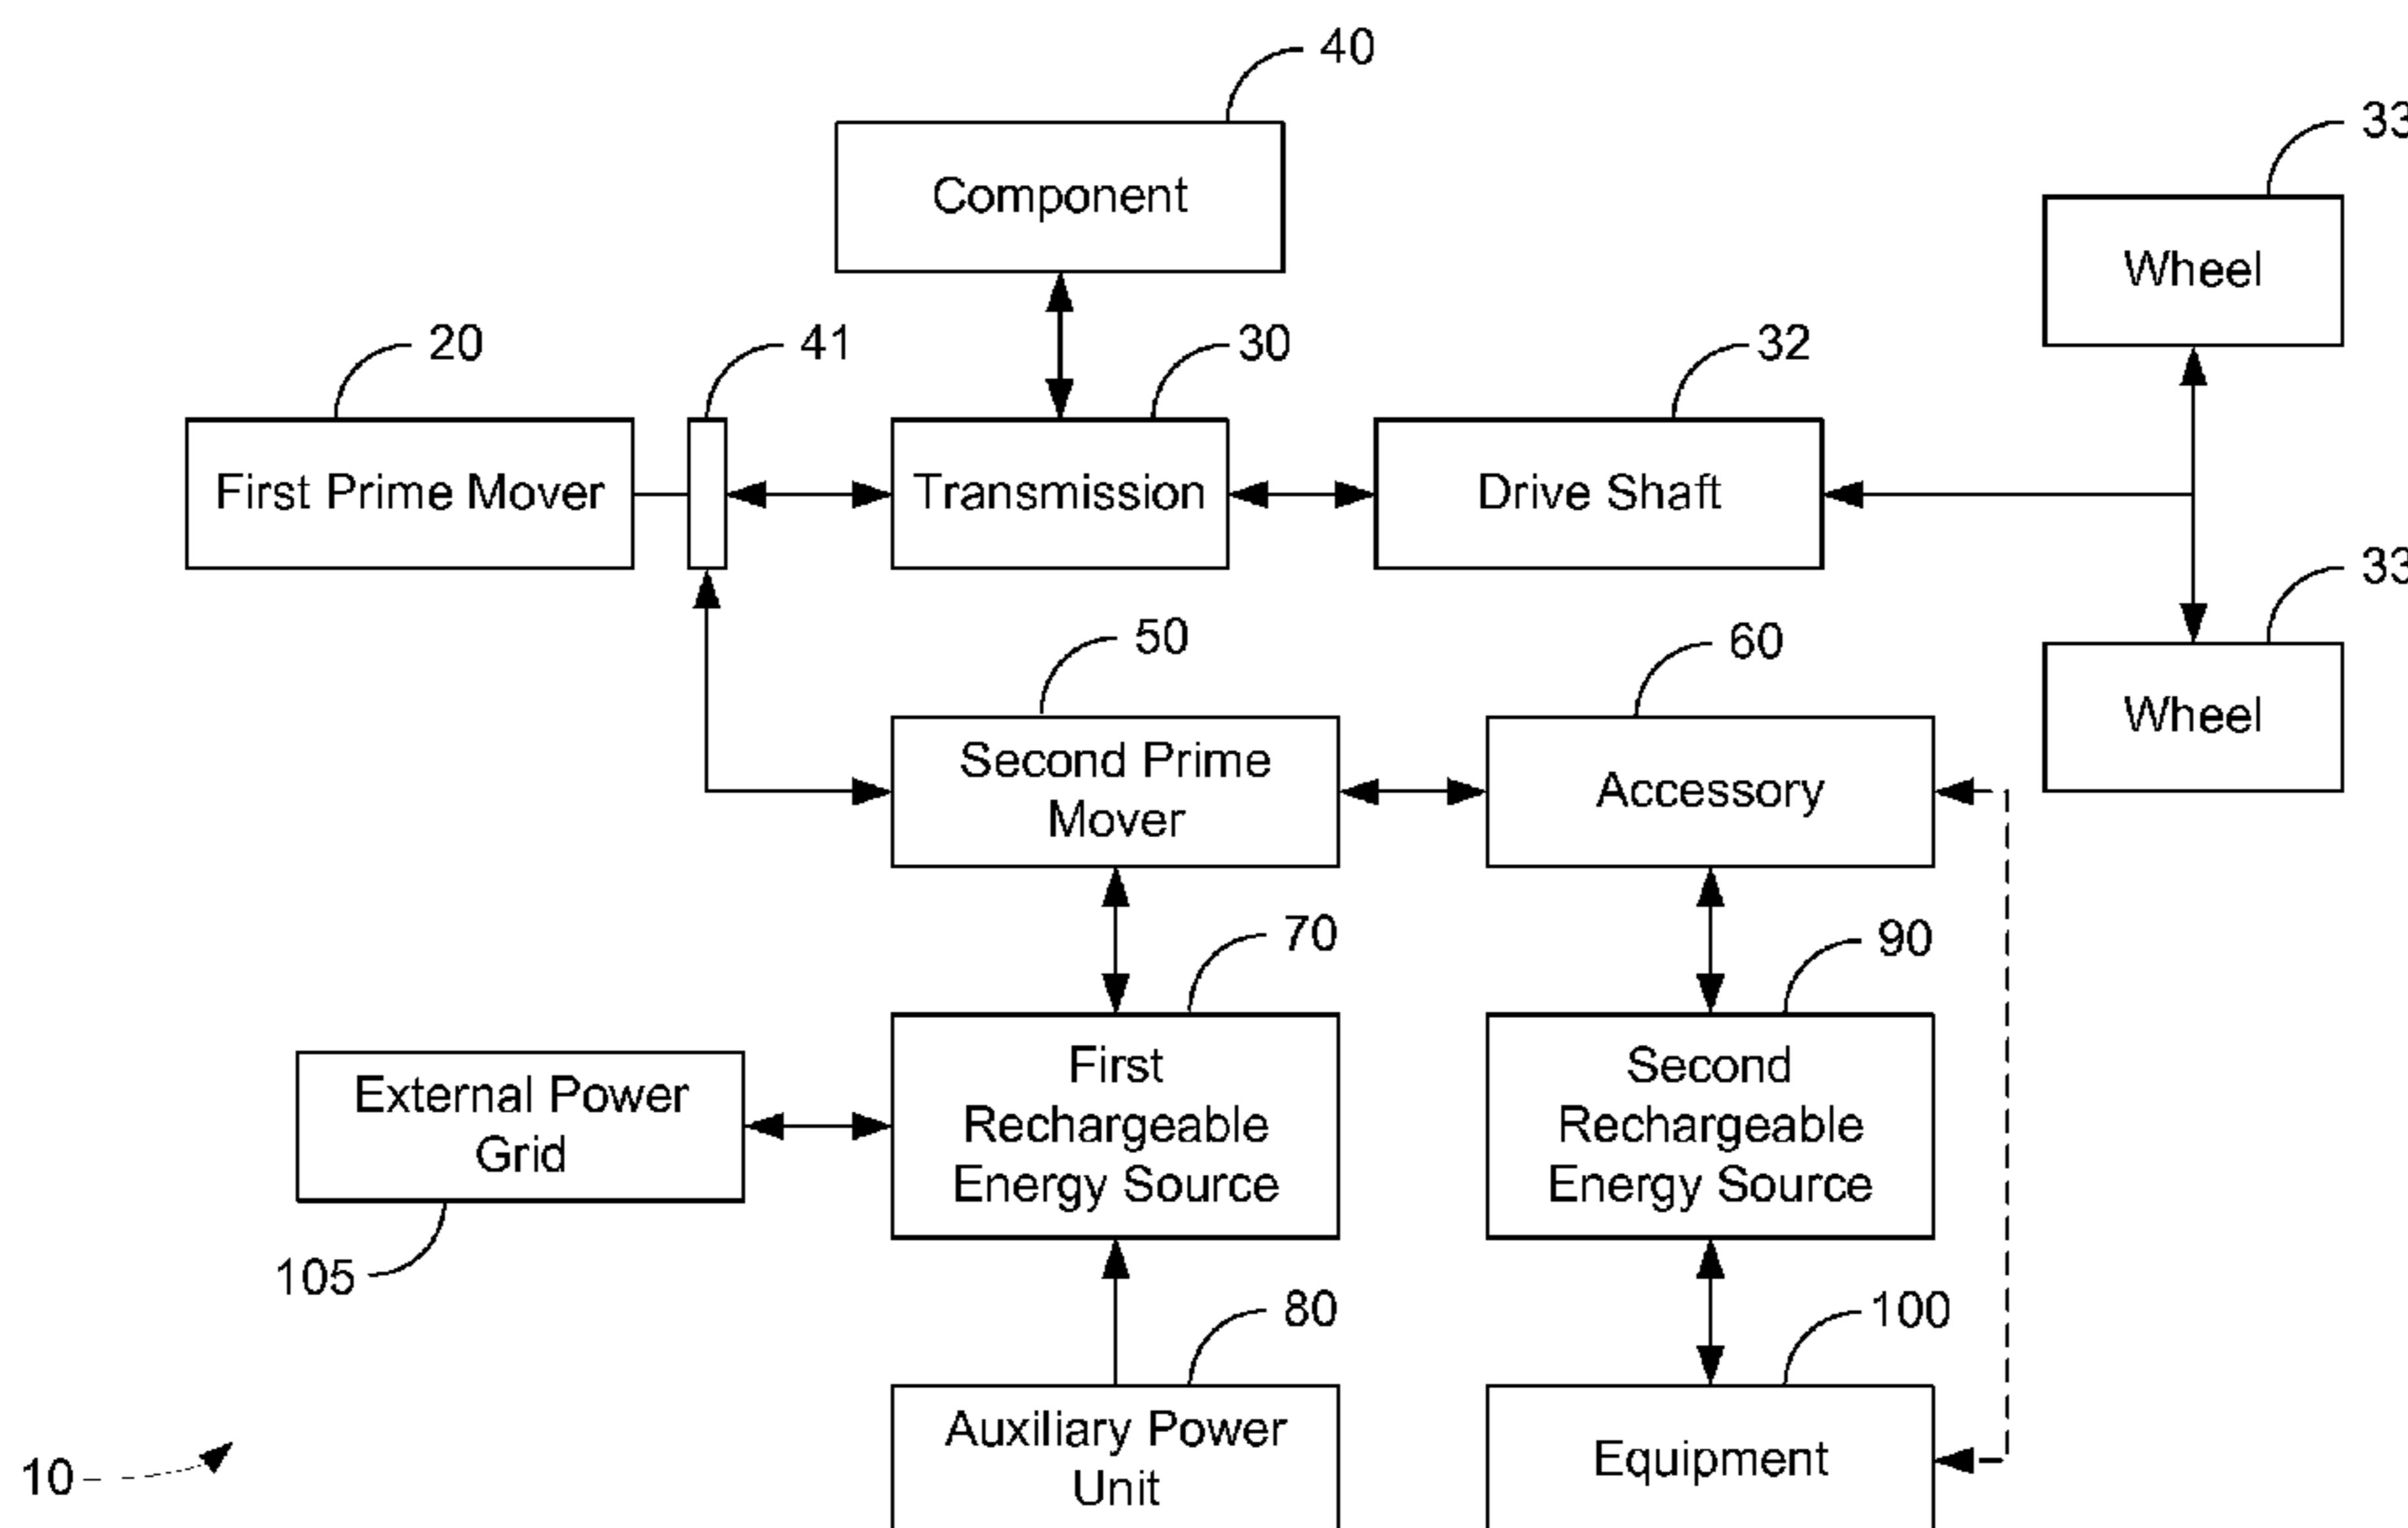 40
33
Component
Wheel
20
41
30
32
First Prime Mover
Transmission
Drive Shaft
33
50
60
Wheel
Second Prime
Mover
Accessory
70
90
External Power
Grid
First
Rechargeable
Energy Source
Second
Rechargeable
Energy Source
105
80
100
Auxiliary Power
Unit
Equipment
10